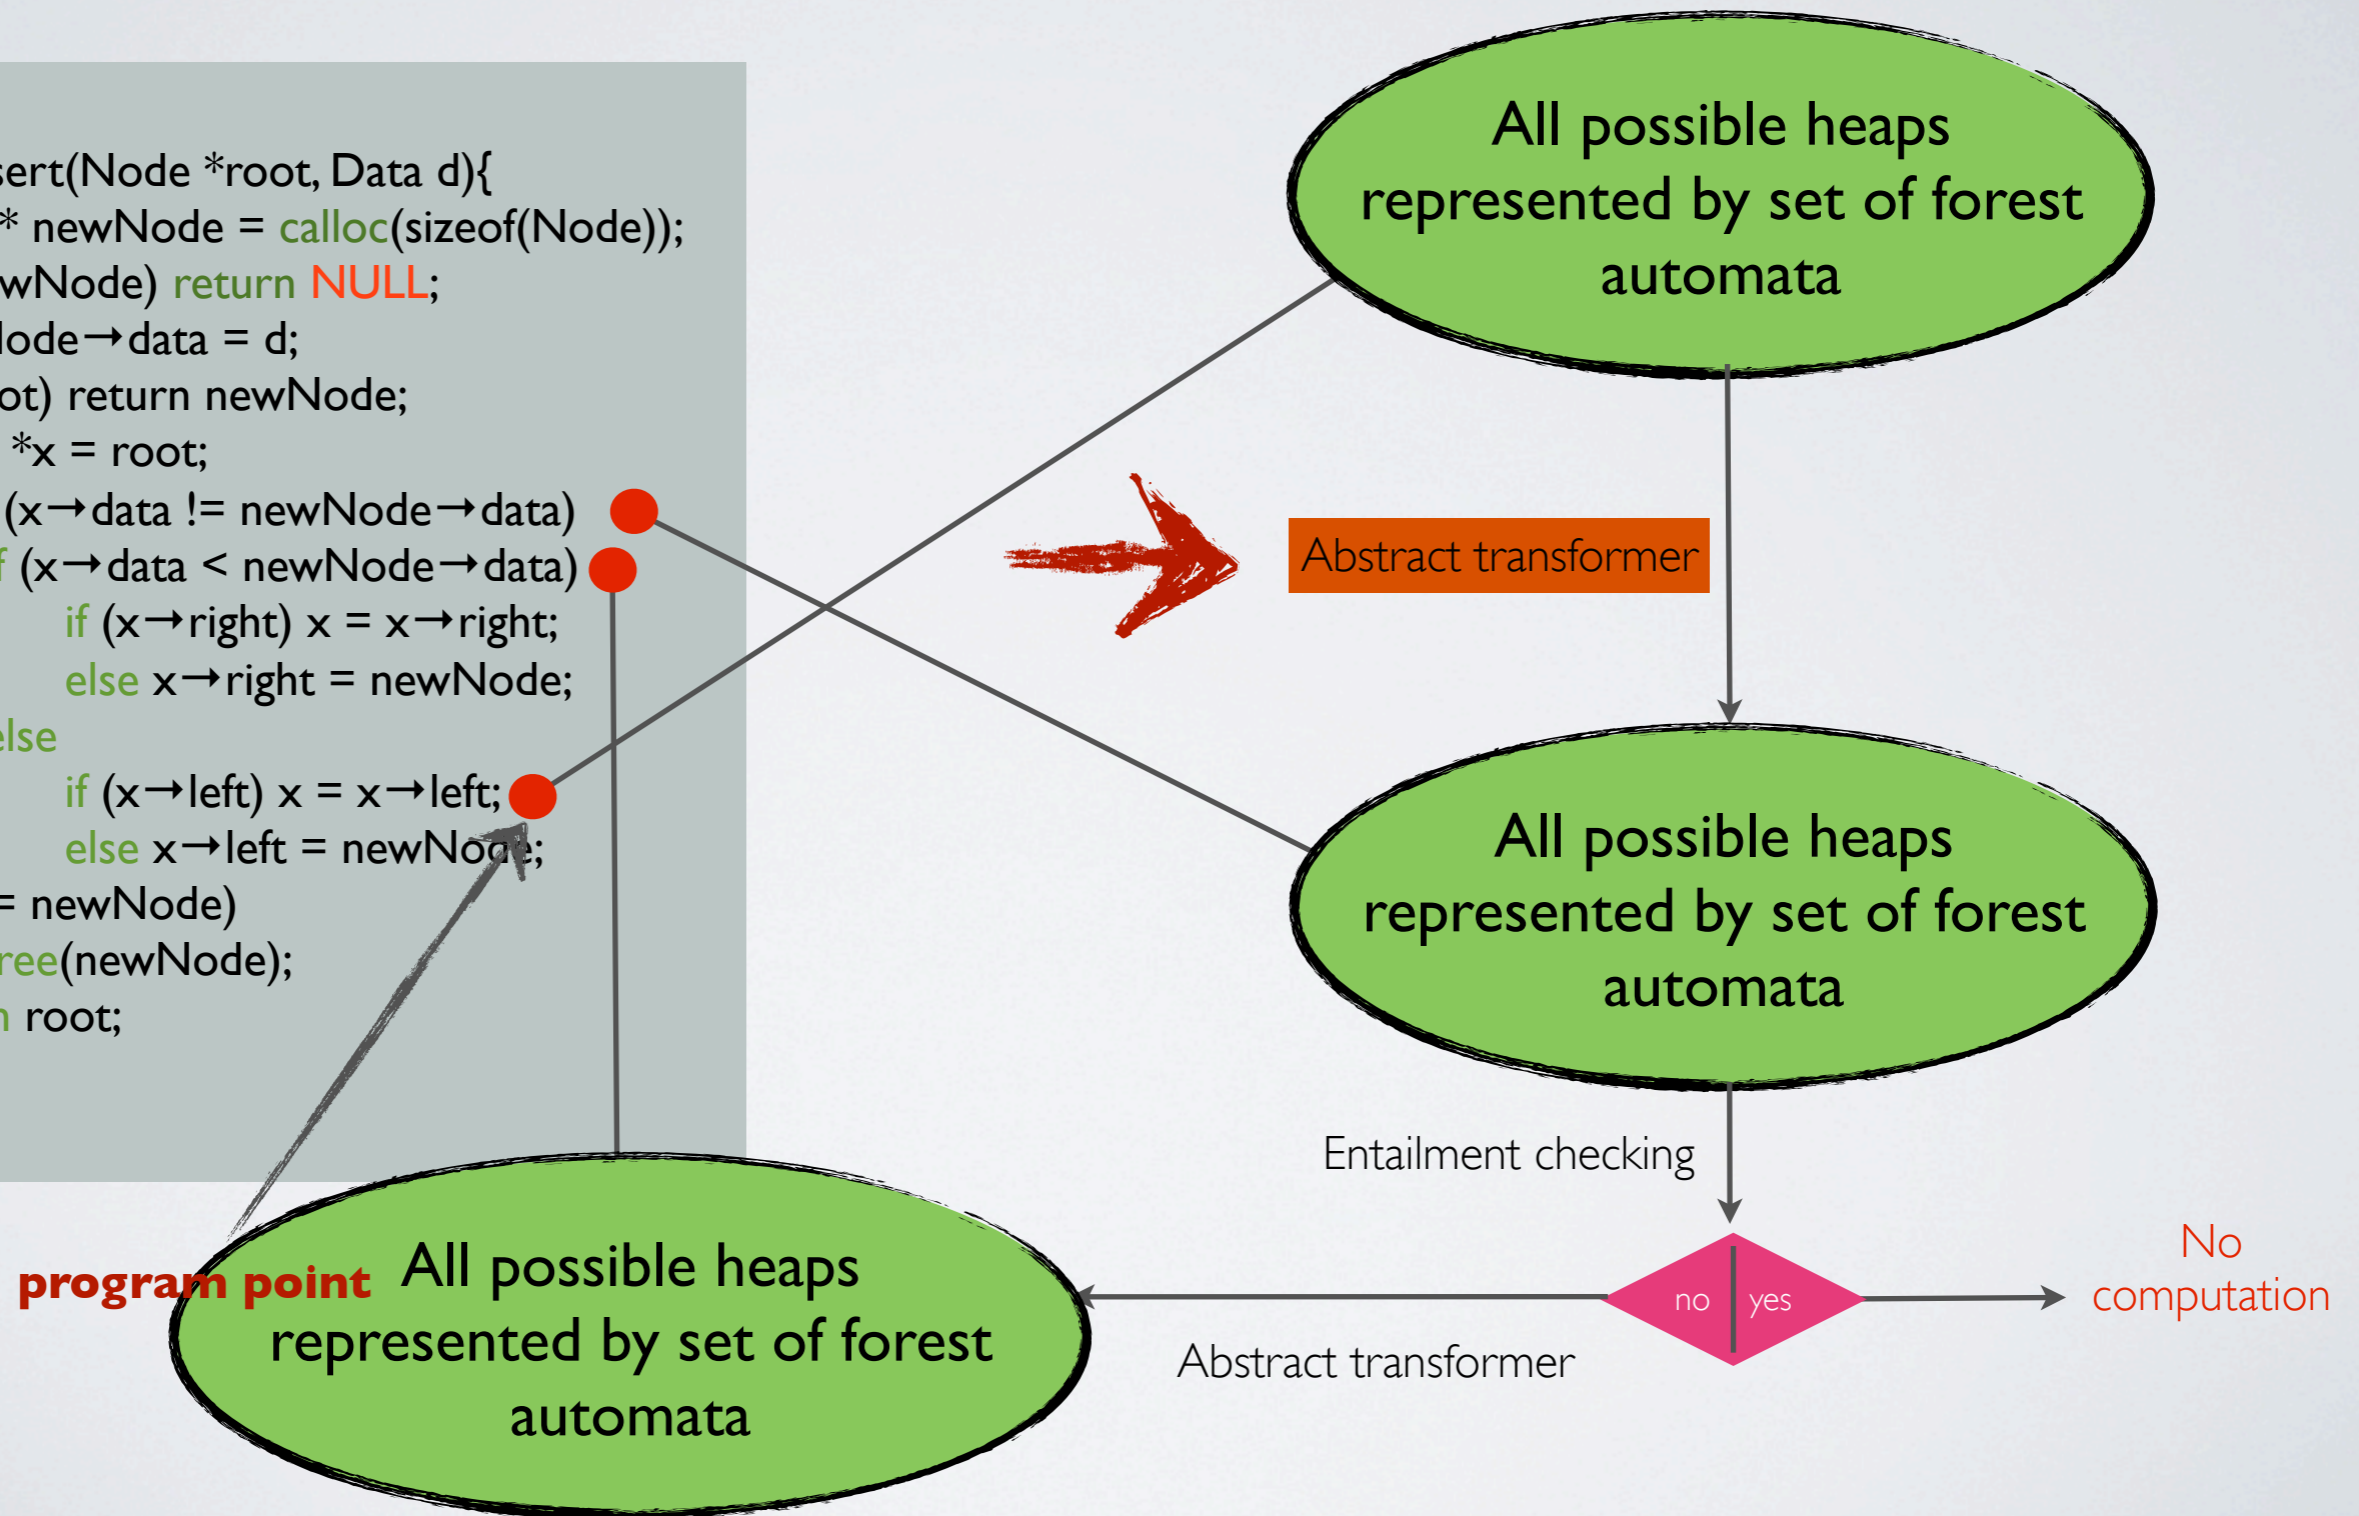 sert(Node *root, Data d){
* newNode = calloc(sizeof(Node));
wNode) return NULL;
lode→data = d;
ot) return newNode;
*x = root;
(x→data != newNode→data)
f (x→data < newNode→data)
if (x→right) x = x→right;
else x→right = newNode;
else
if (x→left) x = x→left;
else x→left = newNode;
= newNode)
ree(newNode);
n root;
program point
All possible heaps
represented by set of forest
automata
Abstract transformer
All possible heaps
represented by set of forest
automata
Entailment checking
no yes
No
computation
Abstract transformer
All possible heaps
represented by set of forest
automata